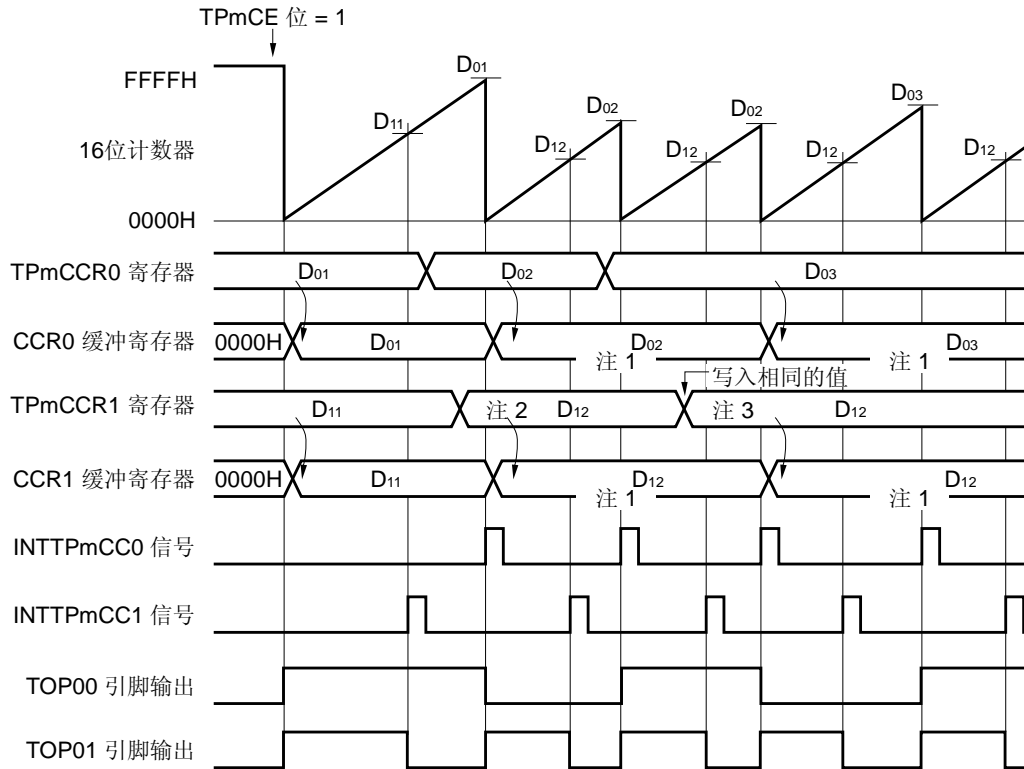 TPmCE 位 = 1
FFFFH
D01
D11
D02
D02
D03
16位计数器
D12
D12
D12
D12
0000H
TPmCCR0 寄存器
D01
D02
D03
CCR0 缓冲寄存器
0000H
D01
D02
D03
注 1
注 1
写入相同的值
TPmCCR1 寄存器
D11
注 2
D12
注 3
D12
CCR1 缓冲寄存器
0000H
D11
D12
D12
注 1
注 1
INTTPmCC0 信号
INTTPmCC1 信号
TOP00 引脚输出
TOP01 引脚输出